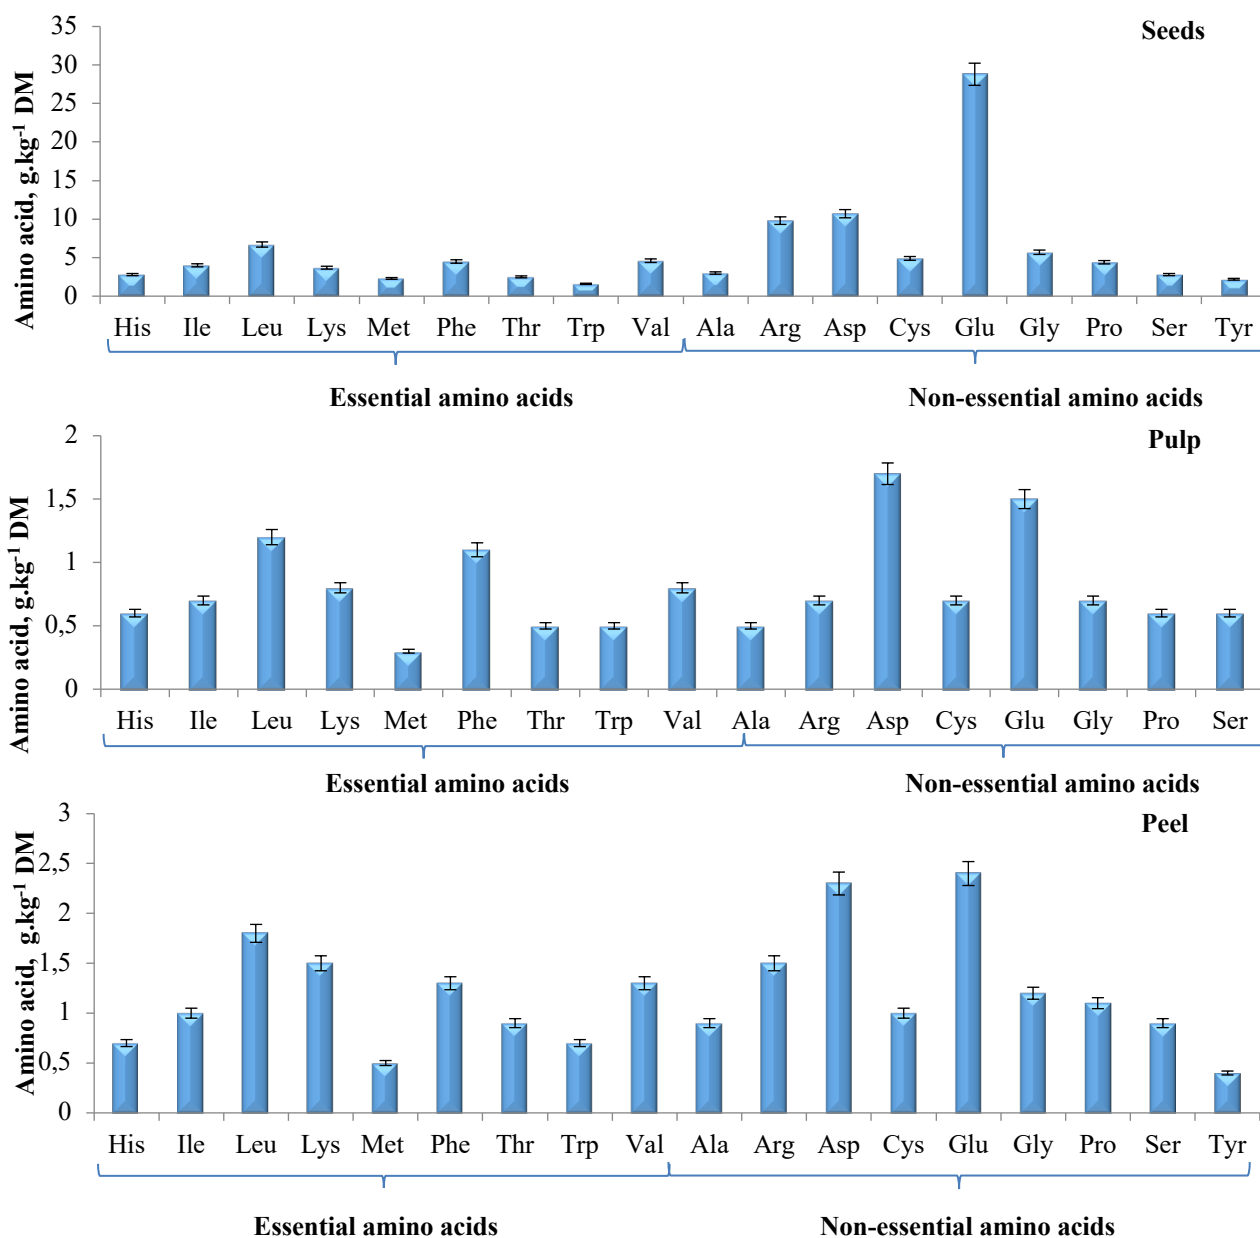 Seeds
Amino acid, g.kg⁻¹ DM
35
30
25
20
15
10
5
0
His Ile Leu Lys Met Phe Thr Trp Val Ala Arg Asp Cys Glu Gly Pro Ser Tyr
Essential amino acids Non-essential amino acids
Pulp
Amino acid, g.kg⁻¹ DM
2
1,5
1
0,5
0
His Ile Leu Lys Met Phe Thr Trp Val Ala Arg Asp Cys Glu Gly Pro Ser
Essential amino acids Non-essential amino acids
Peel
Amino acid, g.kg⁻¹ DM
3
2,5
2
1,5
1
0,5
0
His Ile Leu Lys Met Phe Thr Trp Val Ala Arg Asp Cys Glu Gly Pro Ser Tyr
Essential amino acids Non-essential amino acids